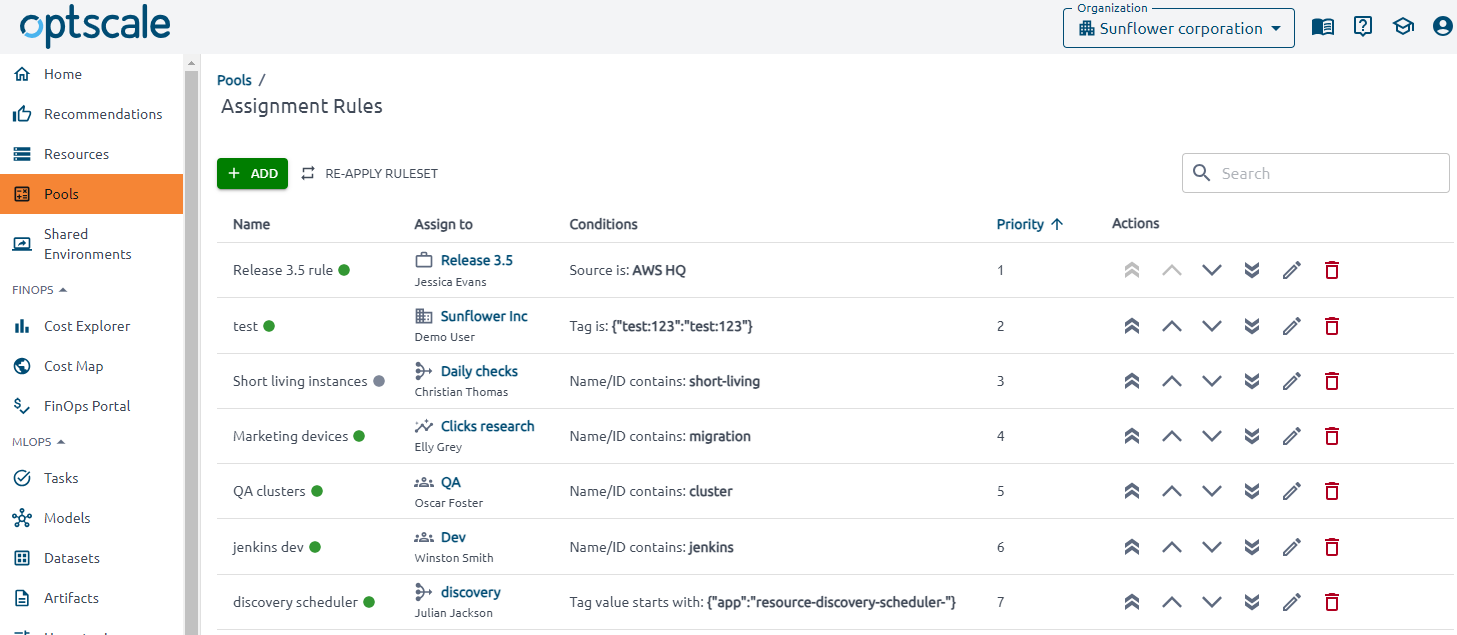 optscale
Organization
Sunflower corporation
Home
Recommendations
Resources
Pools
Shared
Environments
FINOPS
Cost Explorer
Cost Map
FinOps Portal
MLOPS
Tasks
Models
Datasets
Artifacts
Pools /
Assignment Rules
+ ADD
RE-APPLY RULESET
Search
Name Assign to Conditions Priority Actions
Release 3.5 rule Release 3.5 Source is: AWS HQ 1
Jessica Evans
test Sunflower Inc Tag is: {"test:123":"test:123"} 2
Demo User
Short living instances Daily checks Name/ID contains: short-living 3
Christian Thomas
Marketing devices Clicks research Name/ID contains: migration 4
Elly Grey
QA clusters QA Name/ID contains: cluster 5
Oscar Foster
jenkins dev Dev Name/ID contains: jenkins 6
Winston Smith
discovery scheduler discovery Tag value starts with: {"app":"resource-discovery-scheduler-"} 7
Julian Jackson